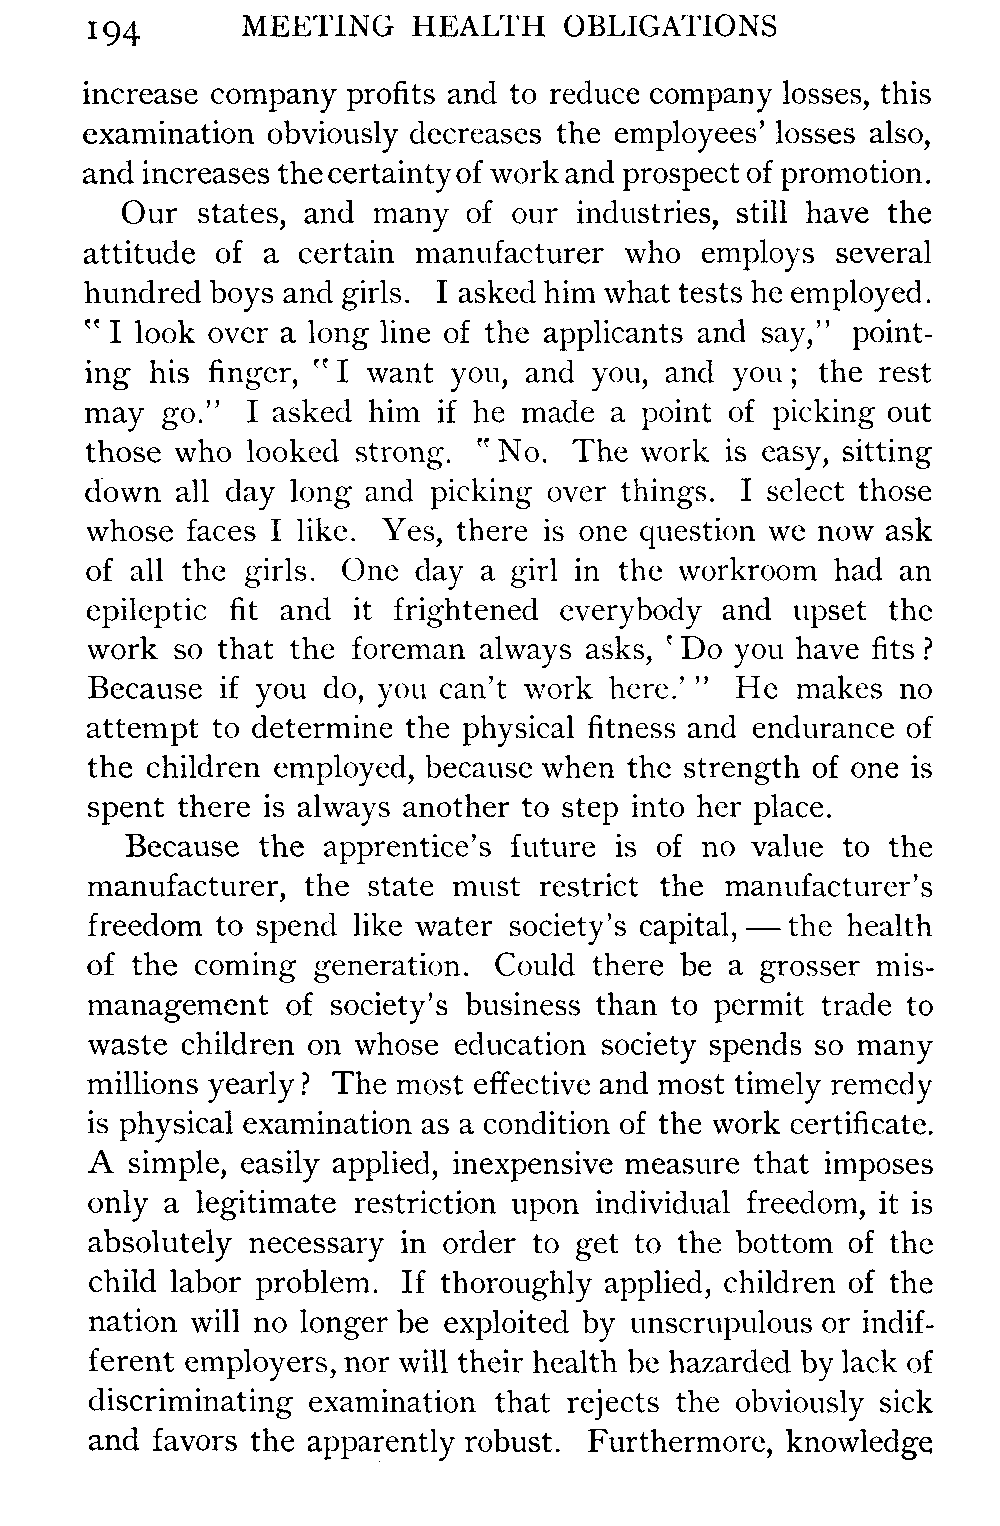 194 MEETING HEALTH OBLIGATIONS
increase company profits and to reduce company losses, this
examination obviously decreases the employees' losses also,
and increases the certainty of work and prospect of promotion.
Our states, and many of our industries, still have the
attitude of a certain manufacturer who employs several
hundred boys and girls. I asked him what tests he employed.
"I look over a long line of the applicants and say," point-
ing his finger, "I want you, and you, and you; the rest
may go." I asked him if he made a point of picking out
those who looked strong. "No. The work is easy, sitting
down all day long and picking over things. I select those
whose faces I like. Yes, there is one question we now ask
of all the girls. One day a girl in the workroom had an
epileptic fit and it frightened everybody and upset the
work so that the foreman always asks, 'Do you have fits?
Because if you do, you can't work here.'" He makes no
attempt to determine the physical fitness and endurance of
the children employed, because when the strength of one is
spent there is always another to step into her place.
Because the apprentice's future is of no value to the
manufacturer, the state must restrict the manufacturer's
freedom to spend like water society's capital, — the health
of the coming generation. Could there be a grosser mis-
management of society's business than to permit trade to
waste children on whose education society spends so many
millions yearly? The most effective and most timely remedy
is physical examination as a condition of the work certificate.
A simple, easily applied, inexpensive measure that imposes
only a legitimate restriction upon individual freedom, it is
absolutely necessary in order to get to the bottom of the
child labor problem. If thoroughly applied, children of the
nation will no longer be exploited by unscrupulous or indif-
ferent employers, nor will their health be hazarded by lack of
discriminating examination that rejects the obviously sick
and favors the apparently robust. Furthermore, knowledge